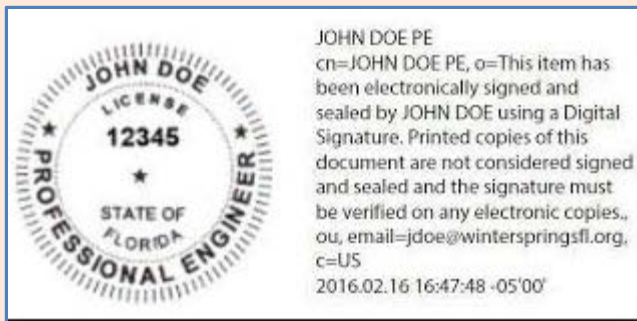 JOHN DOE
LICENSE
12345
STATE OF
FLORIDA
PROFESSIONAL ENGINEER
JOHN DOE PE
cn=JOHN DOE PE, o=This item has
been electronically signed and
sealed by JOHN DOE using a Digital
Signature. Printed copies of this
document are not considered signed
and sealed and the signature must
be verified on any electronic copies.,
ou, email=jdoe@winterspringsfl.org,
c=US
2016.02.16 16:47:48 -05'00'